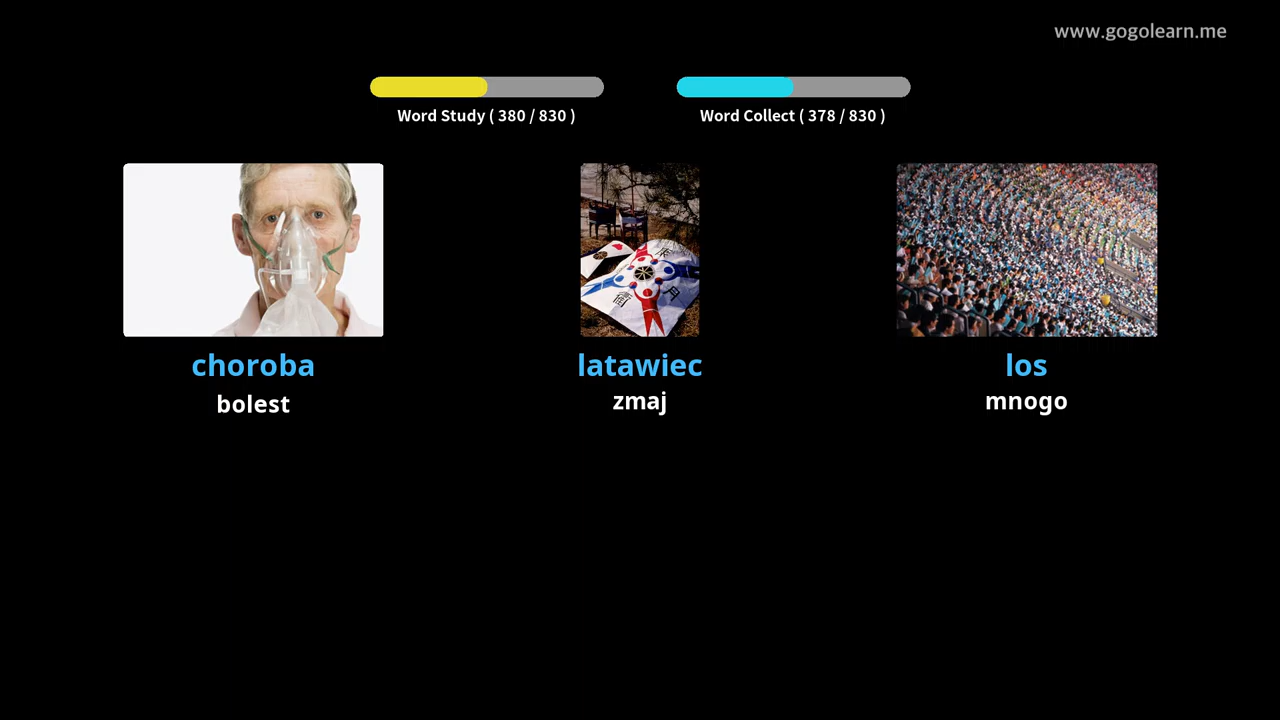 www.gogolearn.me
Word Study ( 380 / 830 )
Word Collect ( 378 / 830 )
choroba
latawiec
los
bolest
zmaj
mnogo